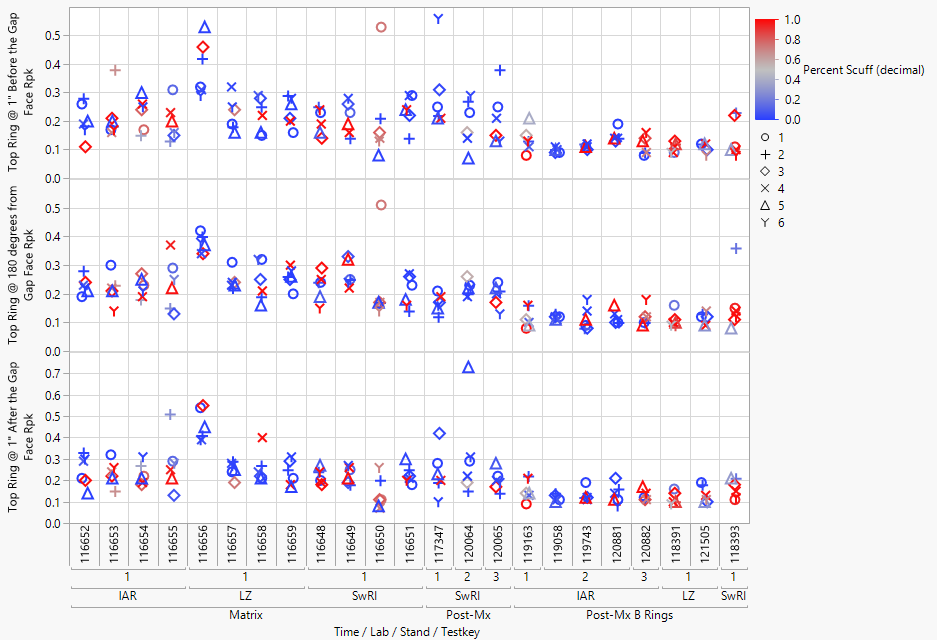 Top Ring @ 1" Before the Gap
Face Rpk
0.5
0.4
0.3
0.2
0.1
0.0
Top Ring @ 180 degrees from
Gap Face Rpk
0.5
0.4
0.3
0.2
0.1
0.0
Top Ring @ 1" After the Gap
Face Rpk
0.7
0.6
0.5
0.4
0.3
0.2
0.1
0.0
116652 116653 116654 116655 116656 116657 116658 116659 116648 116649 116650 116651 117347 120064 120065 119163 119058 119743 120881 120882 118391 121505 118393
1 1 1 1 2 3 1 2 3 1 1
IAR LZ SwRI SwRI IAR LZ SwRI
Matrix Post-Mx Post-Mx B Rings
Time / Lab / Stand / Testkey
1.0
0.8
0.6
0.4
0.2
0.0
Percent Scuff (decimal)
1
2
3
4
5
6